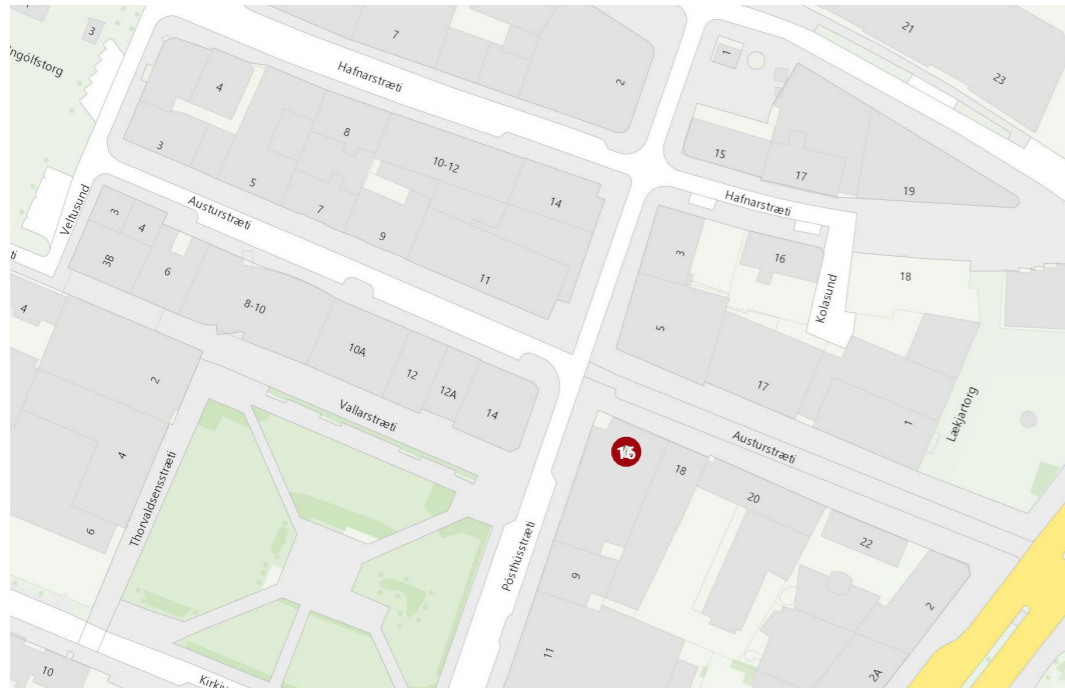 3
Ingólfstorg
7
2
1
21
23
Hafnarstræti
4
8
10-12
14
3
5
7
9
11
15
17
19
Hafnarstræti
Veltusund
Austurstræti
3
4
3B
6
8-10
10A
12
12A
14
3
16
18
Kolasund
5
17
1
Lækjartorg
ti
4
2
4
6
Vallarstræti
Thorvaldsensstræti
Pósthússtræti
Austurstræti
16
18
20
22
9
11
2
2A
10